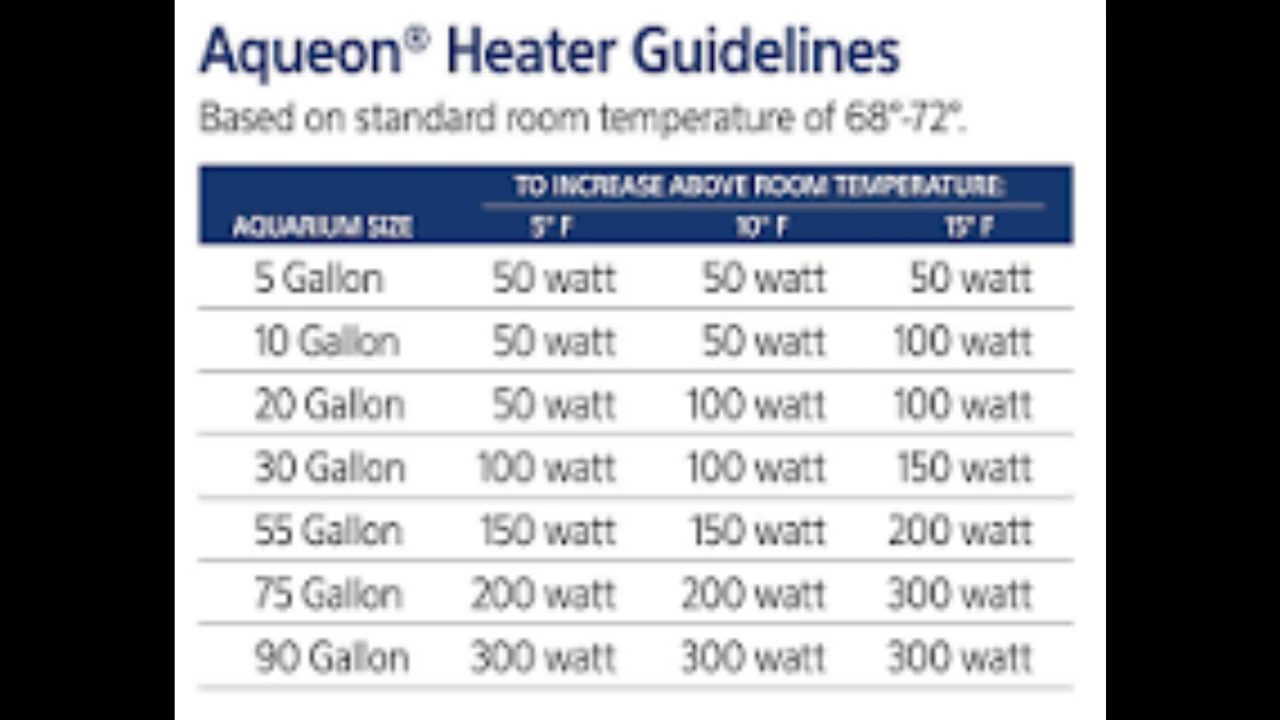 Aqueon® Heater Guidelines
Based on standard room temperature of 68°-72°.
TO INCREASE ABOVE ROOM TEMPERATURE:
AQUARIUM SIZE 5° F 10° F 15° F
5 Gallon 50 watt 50 watt 50 watt
10 Gallon 50 watt 50 watt 100 watt
20 Gallon 50 watt 100 watt 100 watt
30 Gallon 100 watt 100 watt 150 watt
55 Gallon 150 watt 150 watt 200 watt
75 Gallon 200 watt 200 watt 300 watt
90 Gallon 300 watt 300 watt 300 watt